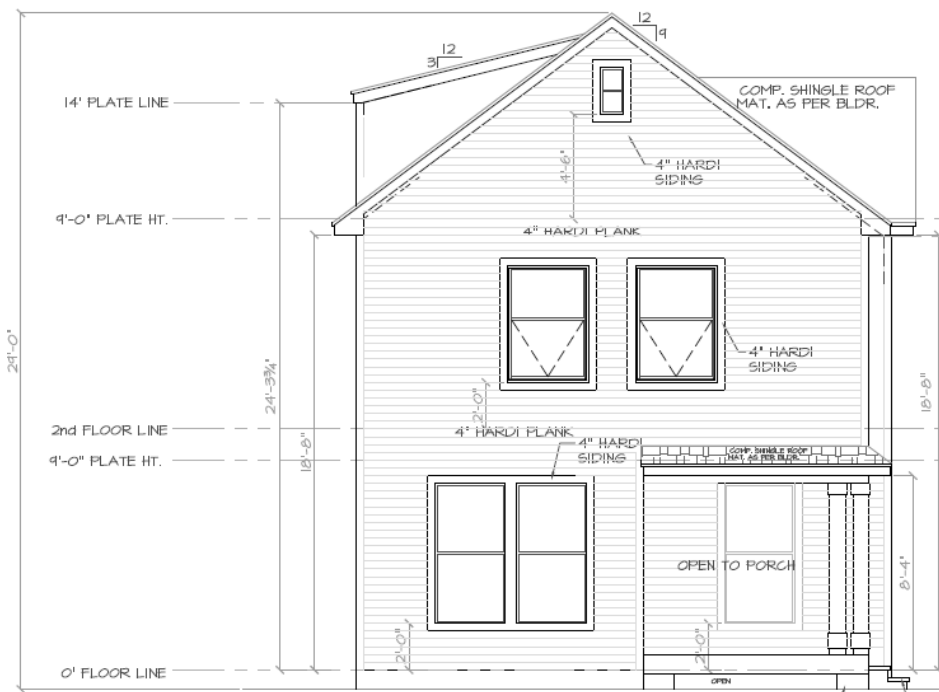 12
9
12
3
14' PLATE LINE
COMP. SHINGLE ROOF
MAT. AS PER BLDR.
4'-6"
4" HARDI
SIDING
9'-0" PLATE HT.
4" HARDI PLANK
29'-0"
24'-3¾"
4" HARDI
SIDING
18'-8"
2'-0"
2nd FLOOR LINE
4" HARDI PLANK
18'-8"
4" HARDI
SIDING
COMP. SHINGLE ROOF
MAT. AS PER BLDR.
9'-0" PLATE HT.
OPEN TO PORCH
8'-4"
2'-0"
2'-0"
0' FLOOR LINE
OPEN